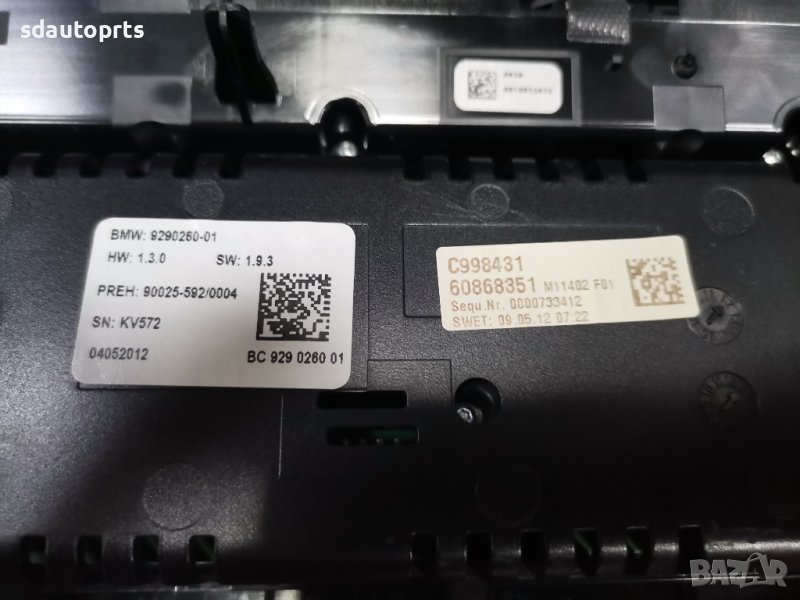 sdautoprts
BMW: 9290260-01
HW: 1.3.0 SW: 1.9.3
PREH: 90025-592/0004
SN: KV572
04052012
BC 929 0260 01
C998431
60868351 M11402 F01
Sequ.Nr. 0000733412
SWET: 09.05.12 07:22
BAZAR